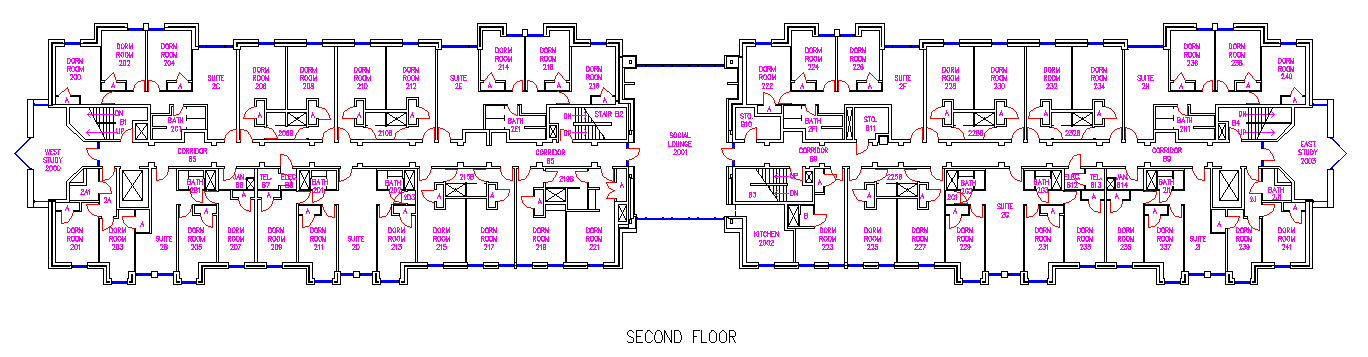 DORM
ROOM
200
DORM
ROOM
202
DORM
ROOM
204
SUITE
2C
DORM
ROOM
206
DORM
ROOM
208
DORM
ROOM
210
DORM
ROOM
212
SUITE
2E
DORM
ROOM
214
DORM
ROOM
216
DORM
ROOM
218
DN
B1
UP
BATH
2C1
206B
210B
BATH
2E1
DN
UP
STAIR B2
WEST
STUDY
2000
CORRIDOR
B5
CORRIDOR
B5
SOCIAL
LOUNGE
2001
2A1
2A
BATH
2B1
JAN.
B6
TEL.
B7
ELEC
B8
BATH
2D1
BATH
2D2
2D3
215B
219B
DORM
ROOM
201
DORM
ROOM
203
SUITE
2B
DORM
ROOM
205
DORM
ROOM
207
DORM
ROOM
209
DORM
ROOM
211
SUITE
2D
DORM
ROOM
213
DORM
ROOM
215
DORM
ROOM
217
DORM
ROOM
219
DORM
ROOM
221
DORM
ROOM
222
DORM
ROOM
224
DORM
ROOM
226
SUITE
2F
DORM
ROOM
228
DORM
ROOM
230
DORM
ROOM
232
DORM
ROOM
234
SUITE
2H
DORM
ROOM
236
DORM
ROOM
238
DORM
ROOM
240
STO.
B10
BATH
2F1
STO.
B11
228B
232B
BATH
2H1
DN
B4
UP
CORRIDOR
B9
CORRIDOR
B9
EAST
STUDY
2003
UP
DN
B3
B
225B
BATH
2G2
2G1
SUITE
2G
BATH
2G3
ELEC
B12
TEL.
B13
JAN.
B14
BATH
2I1
BATH
2J1
2J
KITCHEN
2002
DORM
ROOM
223
DORM
ROOM
225
DORM
ROOM
227
DORM
ROOM
229
DORM
ROOM
231
DORM
ROOM
233
DORM
ROOM
235
DORM
ROOM
237
SUITE
2I
DORM
ROOM
239
DORM
ROOM
241
SECOND FLOOR